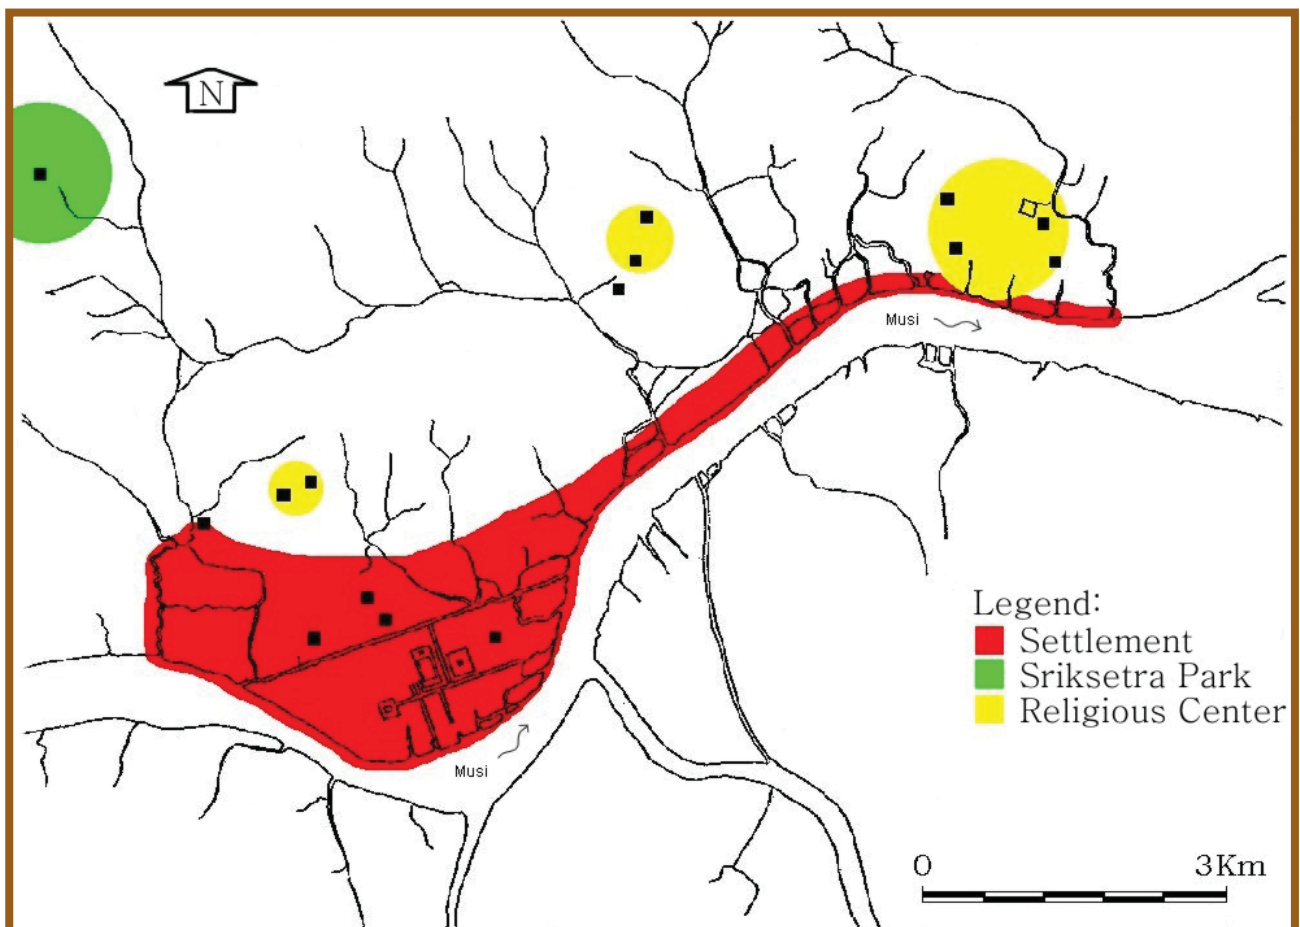 N
Musi
Musi
Legend:
Settlement
Sriksetra Park
Religious Center
0 3Km